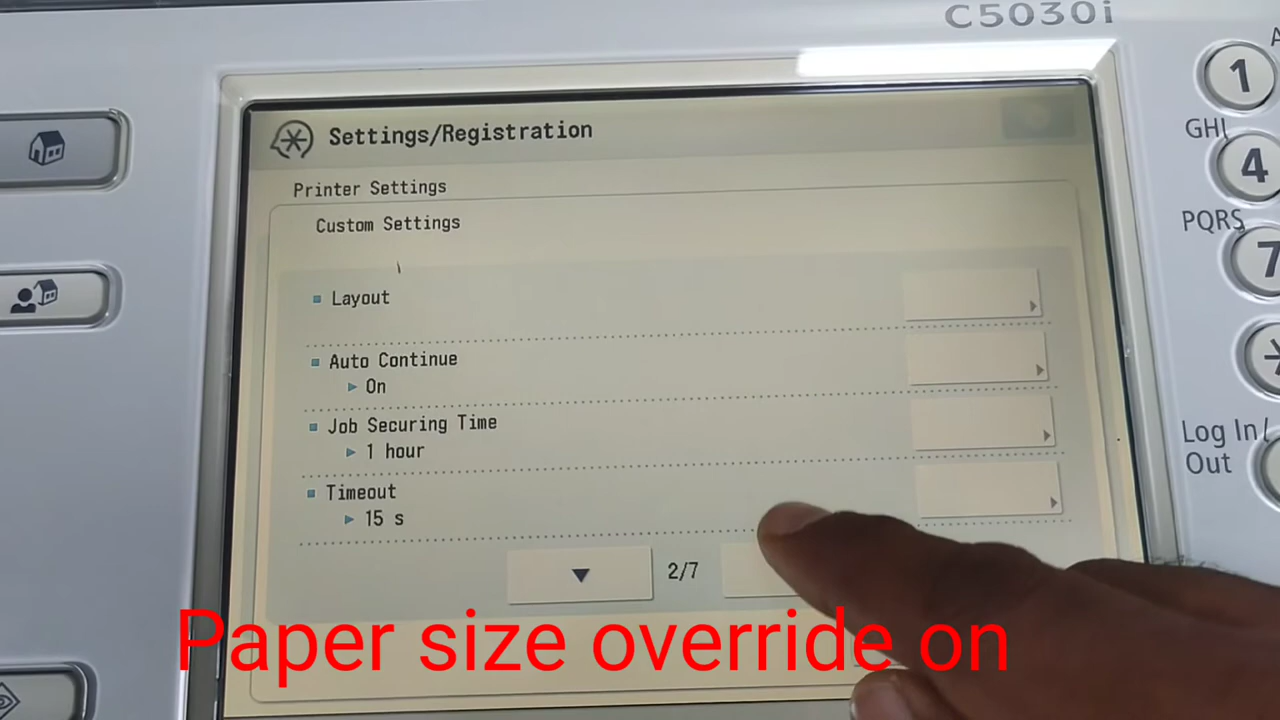 C5030i
Settings/Registration
Printer Settings
Custom Settings
Layout
Auto Continue
On
Job Securing Time
1 hour
Timeout
15 s
2/7
1
GHI
4
PQRS
7
Log In/
Out
Paper size override on